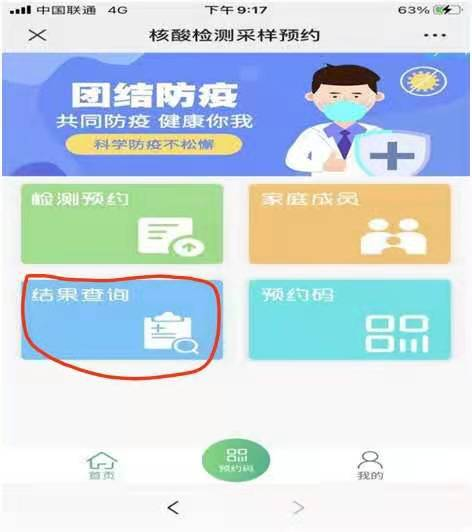 中国联通 4G 下午9:17 63%
核酸检测采样预约
团结防疫
共同防疫 健康你我
科学防疫不松懈
检测预约 家庭成员
结果查询 预约码
首页 预约码 我的